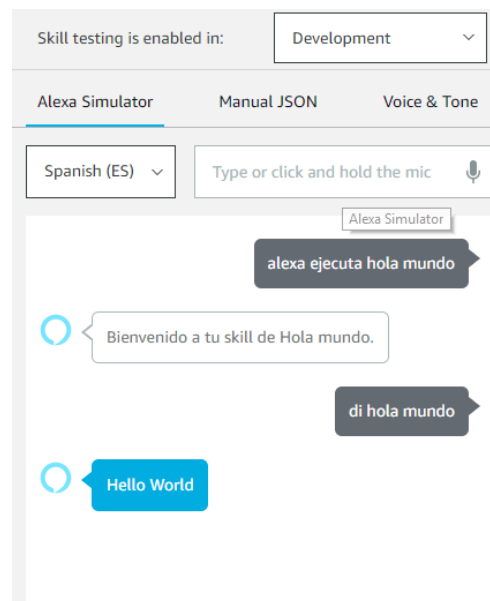 Skill testing is enabled in: Development
Alexa Simulator Manual JSON Voice & Tone
Spanish (ES) Type or click and hold the mic
Alexa Simulator
alexa ejecuta hola mundo
Bienvenido a tu skill de Hola mundo.
di hola mundo
Hello World